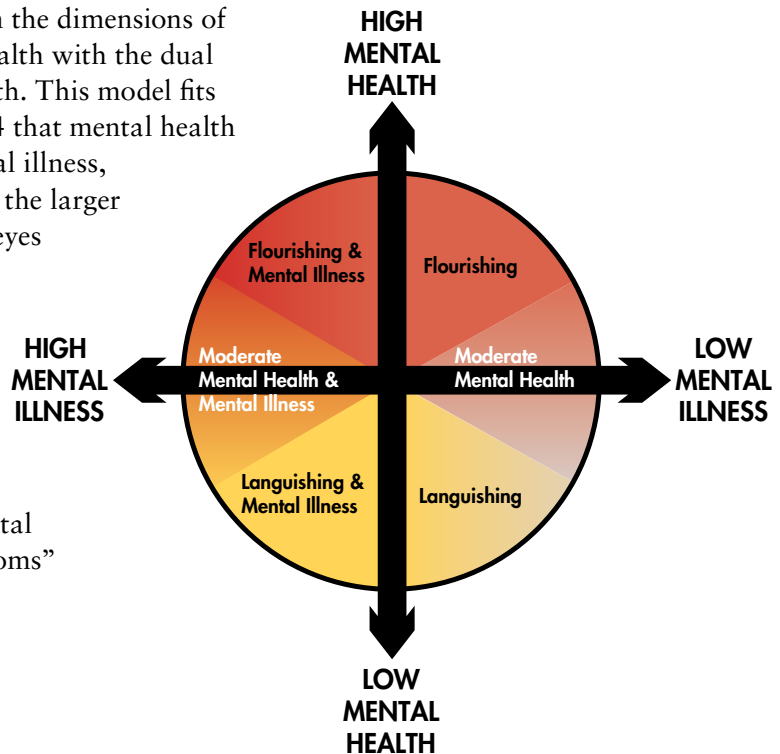 n the dimensions of
alth with the dual
th. This model fits
4 that mental health
al illness,
the larger
eyes
tal
oms”
HIGH
MENTAL
HEALTH
Flourishing &
Mental Illness
Flourishing
HIGH
MENTAL
ILLNESS
Moderate
Mental Health &
Mental Illness
Moderate
Mental Health
LOW
MENTAL
ILLNESS
Languishing &
Mental Illness
Languishing
LOW
MENTAL
HEALTH